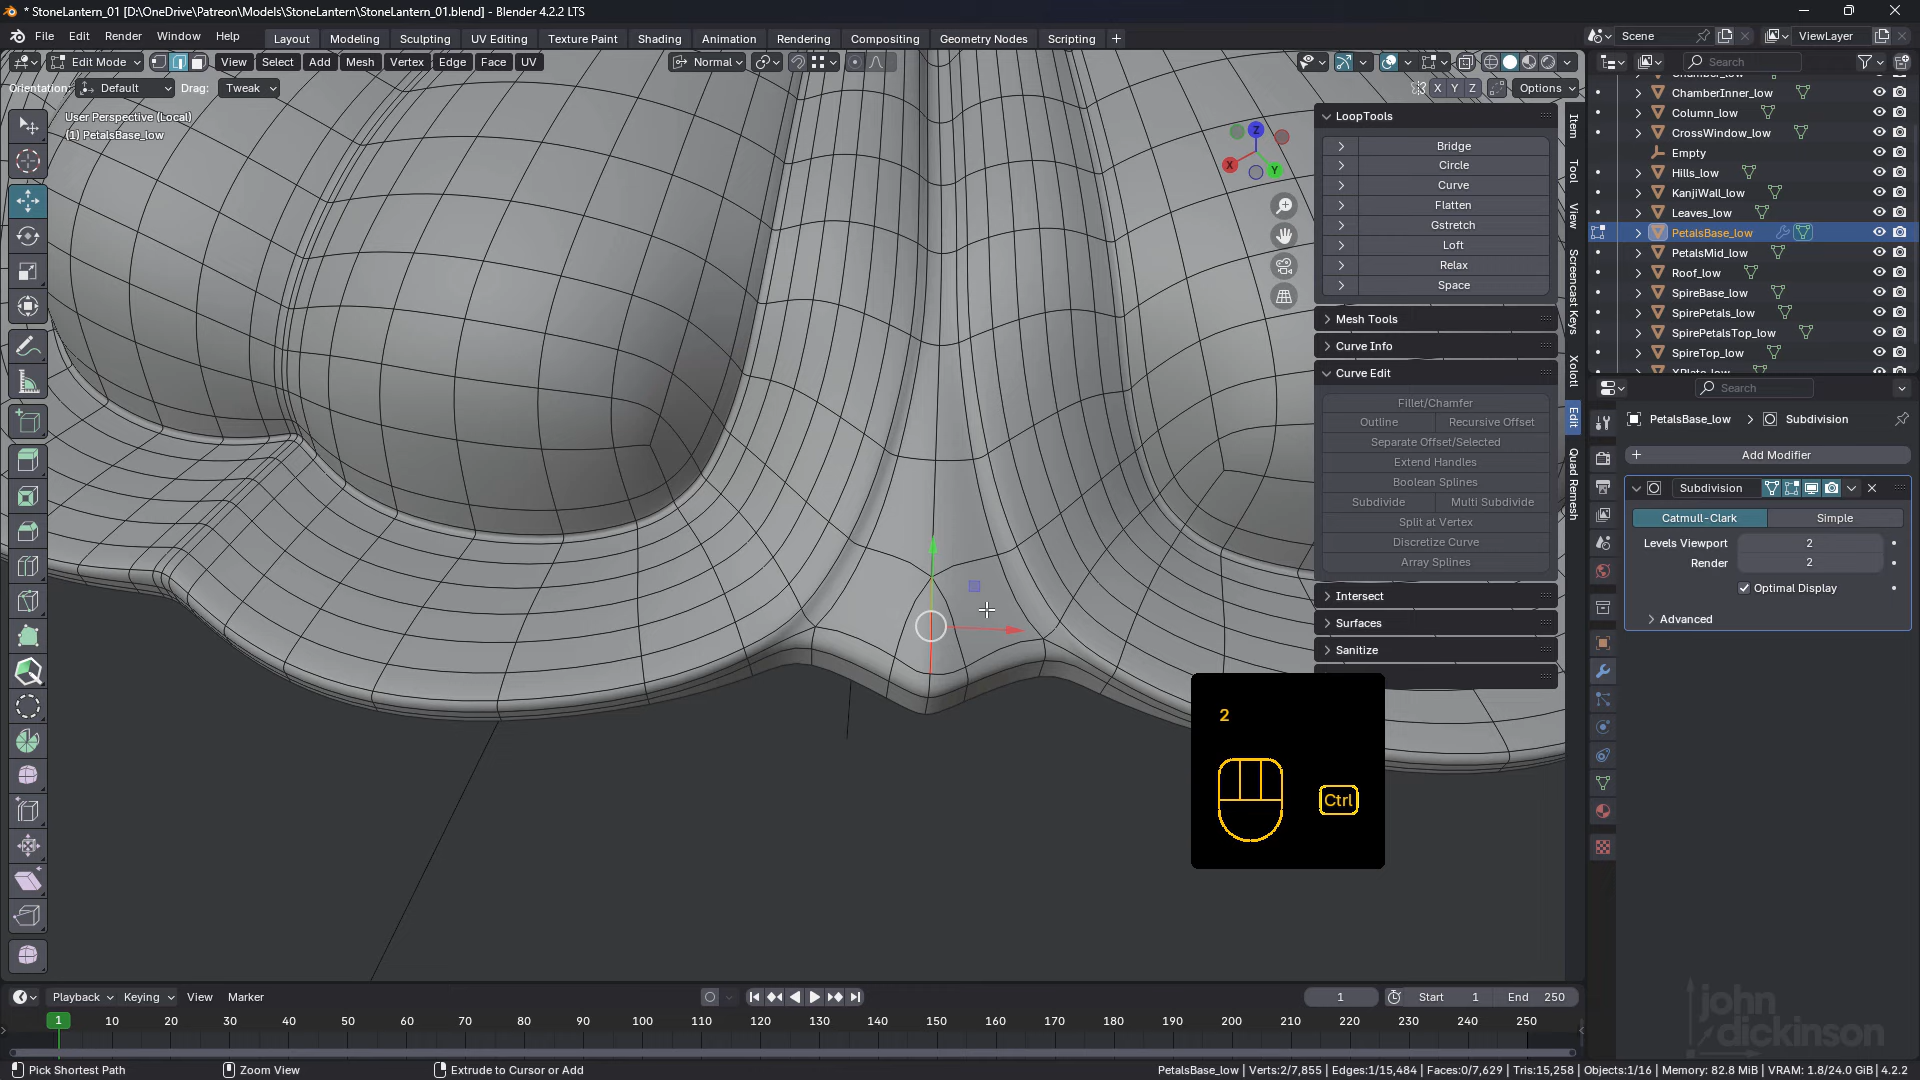 * StoneLantern_01 [D:\OneDrive\Patreon\Models\StoneLantern\StoneLantern_01.blend] - Blender 4.2.2 LTS
File Edit Render Window Help
Layout Modeling Sculpting UV Editing Texture Paint Shading Animation Rendering Compositing Geometry Nodes Scripting +
Scene
ViewLayer
Edit Mode View Select Add Mesh Vertex Edge Face UV
Normal
Orientation: Default Drag: Tweak
X Y Z Options
User Perspective (Local)
(1) PetalsBase_low
X
Y
Z
LoopTools
Bridge
Circle
Curve
Flatten
Gstretch
Loft
Relax
Space
Mesh Tools
Curve Info
Curve Edit
Fillet/Chamfer
Outline Recursive Offset
Separate Offset/Selected
Extend Handles
Boolean Splines
Subdivide Multi Subdivide
Split at Vertex
Discretize Curve
Array Splines
Intersect
Surfaces
Sanitize
Item
Tool
View
Screencast Keys
Xolotl
Edit
Quad Remesh
2
Ctrl
Search
Chamber_low
ChamberInner_low
Column_low
CrossWindow_low
Empty
Hills_low
KanjiWall_low
Leaves_low
PetalsBase_low
PetalsMid_low
Roof_low
SpireBase_low
SpirePetals_low
SpirePetalsTop_low
SpireTop_low
Search
PetalsBase_low > Subdivision
+ Add Modifier
Subdivision
Catmull-Clark Simple
Levels Viewport 2
Render 2
Optimal Display
Advanced
john
dickinson
Playback Keying View Marker
1 Start 1 End 250
1 10 20 30 40 50 60 70 80 90 100 110 120 130 140 150 160 170 180 190 200 210 220 230 240 250
Pick Shortest Path Zoom View Extrude to Cursor or Add
PetalsBase_low | Verts:2/7,855 | Edges:1/15,484 | Faces:0/7,629 | Tris:15,258 | Objects:1/16 | Memory: 82.8 MiB | VRAM: 1.8/24.0 GiB | 4.2.2